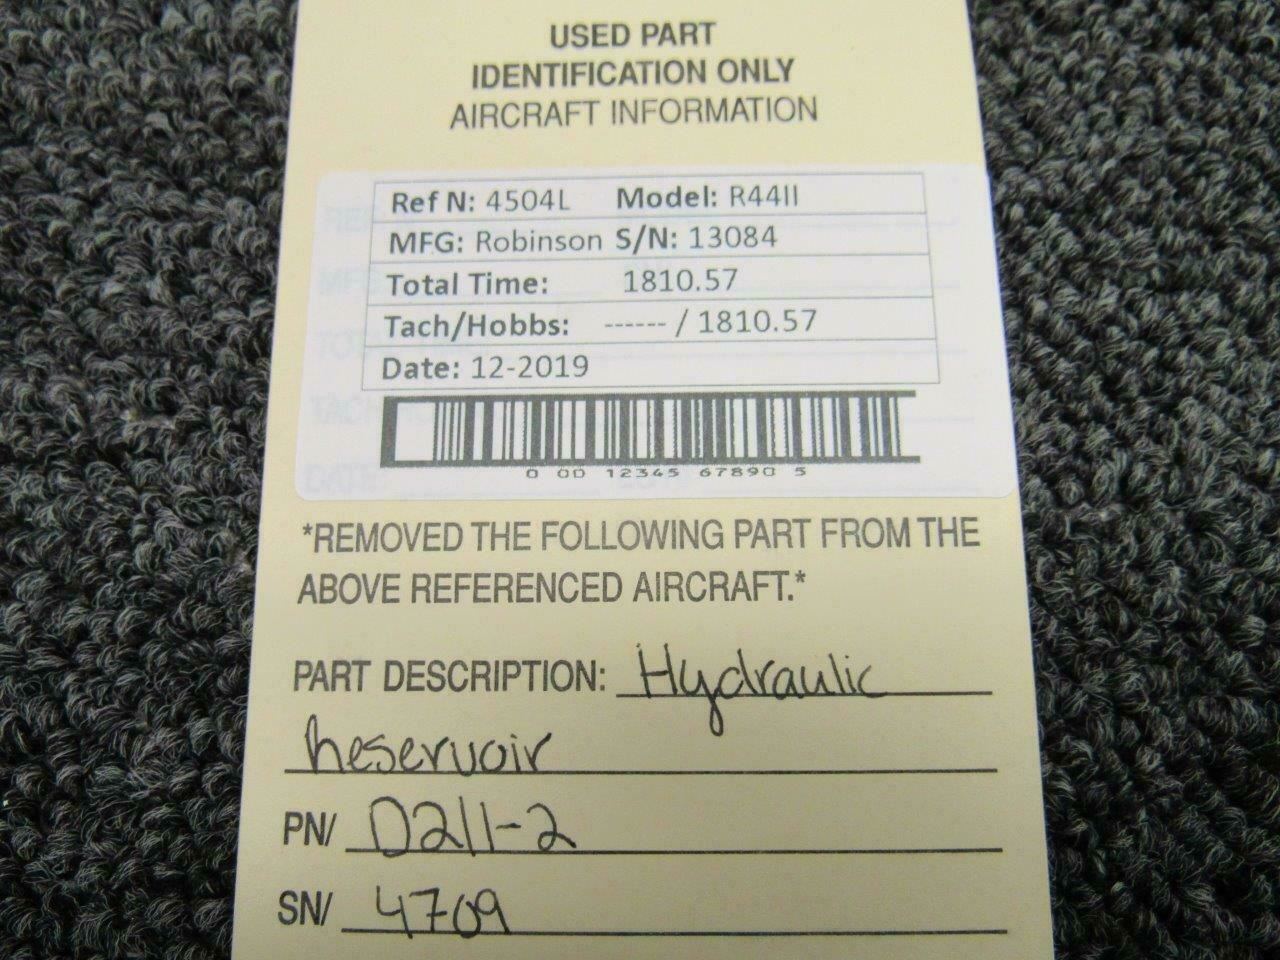 USED PART
IDENTIFICATION ONLY
AIRCRAFT INFORMATION
Ref N: 4504L Model: R44II
MFG: Robinson S/N: 13084
Total Time: 1810.57
Tach/Hobbs: ------ / 1810.57
Date: 12-2019
0 00 12345 67890 5
*REMOVED THE FOLLOWING PART FROM THE
ABOVE REFERENCED AIRCRAFT.*
PART DESCRIPTION: Hydraulic
Reservoir
PN/ D211-2
SN/ 4709